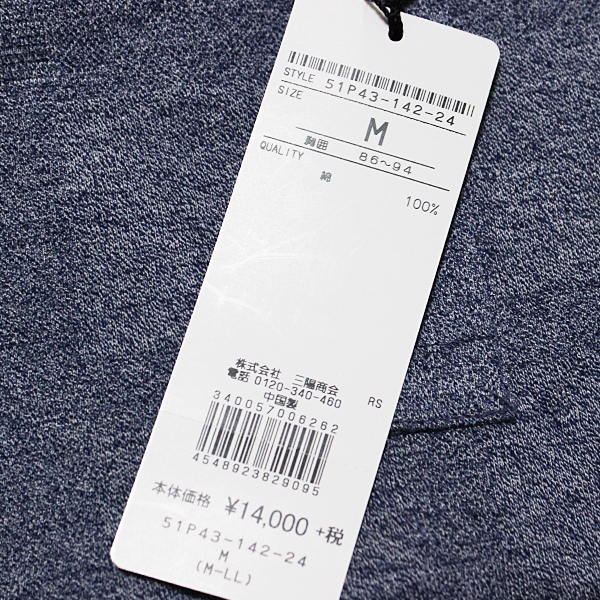 STYLE 51P43-142-24
SIZE
M
胸囲 86～94
QUALITY
綿 100%
株式会社 三陽商会
電話 0120-340-460 RS
中国製
340057006262
4548923829095
本体価格 ¥14,000 +税
51P43-142-24
M
(M-LL)